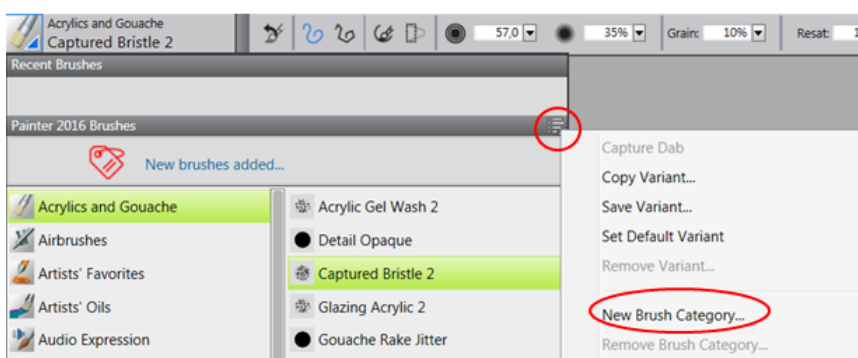 Acrylics and Gouache
Captured Bristle 2
57,0 35% Grain: 10% Resat: 1
Recent Brushes
Painter 2016 Brushes
New brushes added...
Acrylics and Gouache
Airbrushes
Artists' Favorites
Artists' Oils
Audio Expression
Acrylic Gel Wash 2
Detail Opaque
Captured Bristle 2
Glazing Acrylic 2
Gouache Rake Jitter
Capture Dab
Copy Variant...
Save Variant...
Set Default Variant
Remove Variant...
New Brush Category...
Remove Brush Category...